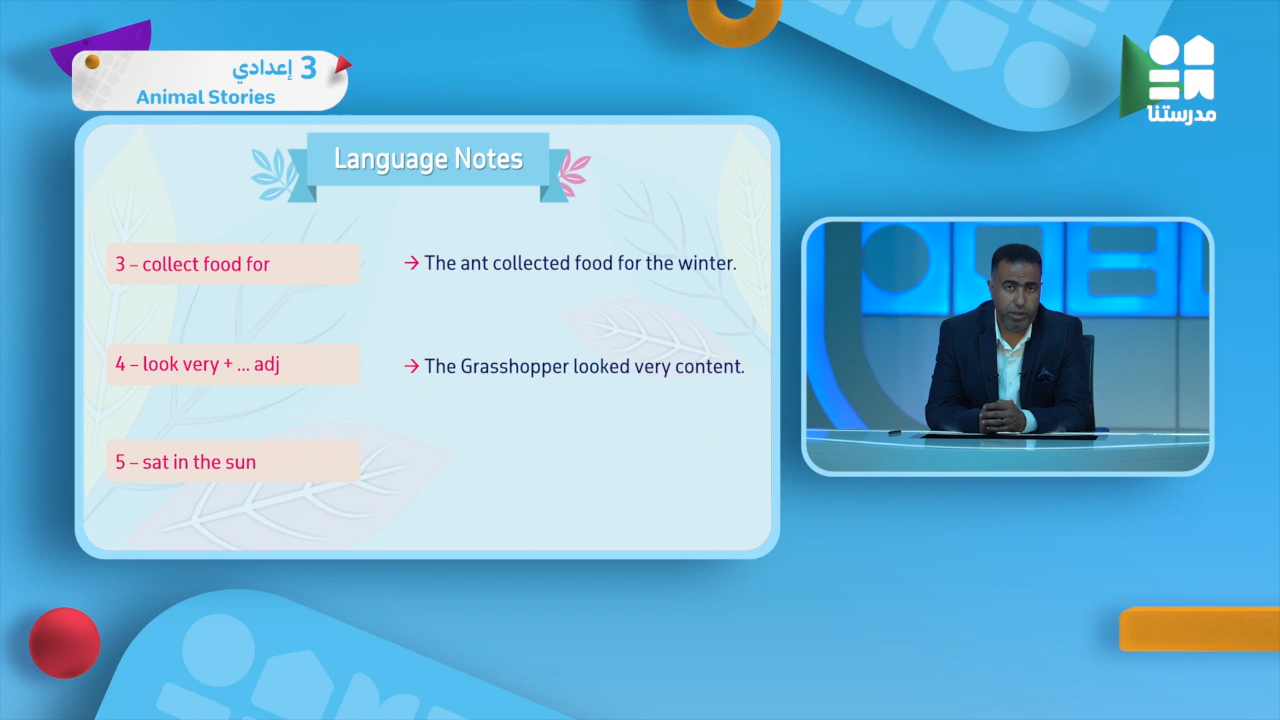 3 إعدادي
Animal Stories
مدرستنا
Language Notes
3 – collect food for
→ The ant collected food for the winter.
4 – look very + ... adj
→ The Grasshopper looked very content.
5 – sat in the sun